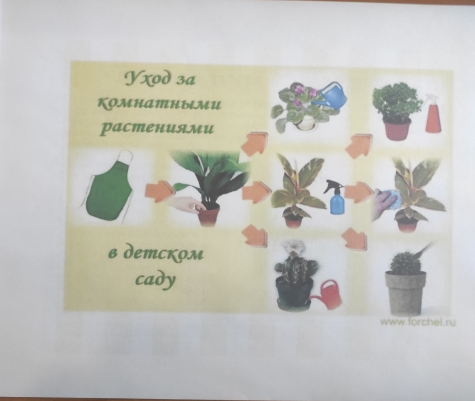 Уход за
комнатными
растениями
в детском
саду
www.forchel.ru